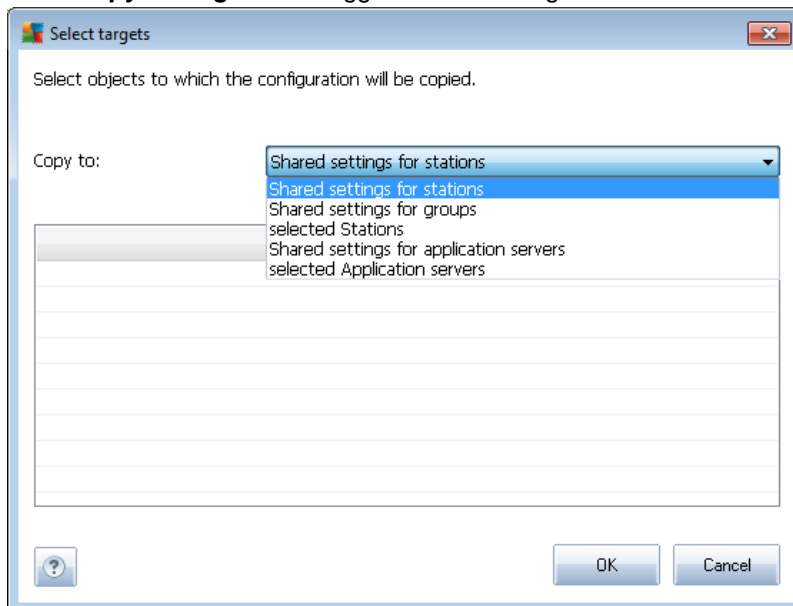 Select targets
Select objects to which the configuration will be copied.
Copy to: Shared settings for stations
Shared settings for stations
Shared settings for groups
selected Stations
Shared settings for application servers
selected Application servers
? OK Cancel